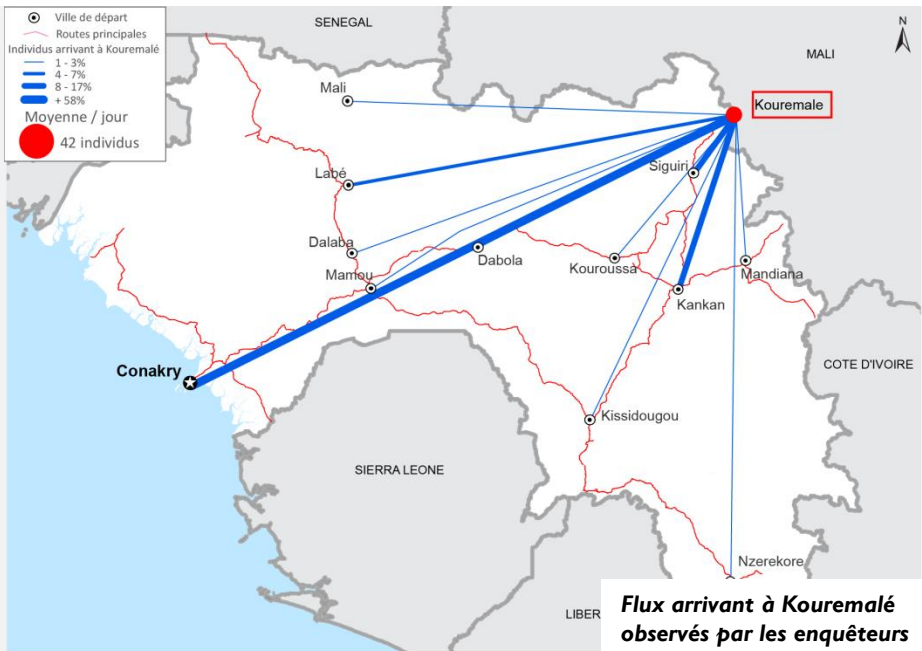 Ville de départ
Routes principales
Individus arrivant à Kouremalé
1 - 3%
4 - 7%
8 - 17%
+ 58%
Moyenne / jour
42 individus
SENEGAL
N
MALI
Mali
Kouremale
Labé
Siguiri
Dalaba
Dabola
Kouroussa
Mandiana
Mamou
Kankan
Conakry
COTE D'IVOIRE
Kissidougou
SIERRA LEONE
Nzerekore
LIBER
Flux arrivant à Kouremalé
observés par les enquêteurs